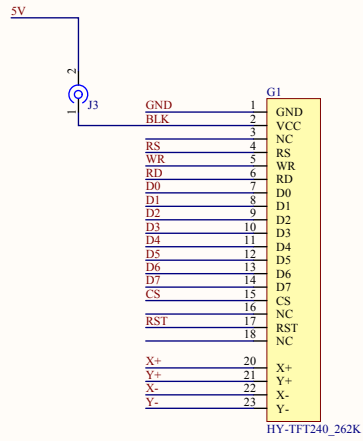 5V
2
J3
1
G1
GND 1 GND
BLK 2 VCC
3 NC
RS 4 RS
WR 5 WR
RD 6 RD
D0 7 D0
D1 8 D1
D2 9 D2
D3 10 D3
D4 11 D4
D5 12 D5
D6 13 D6
D7 14 D7
CS 15 CS
16 NC
RST 17 RST
18 NC
X+ 20 X+
Y+ 21 Y+
X- 22 X-
Y- 23 Y-
HY-TFT240_262K